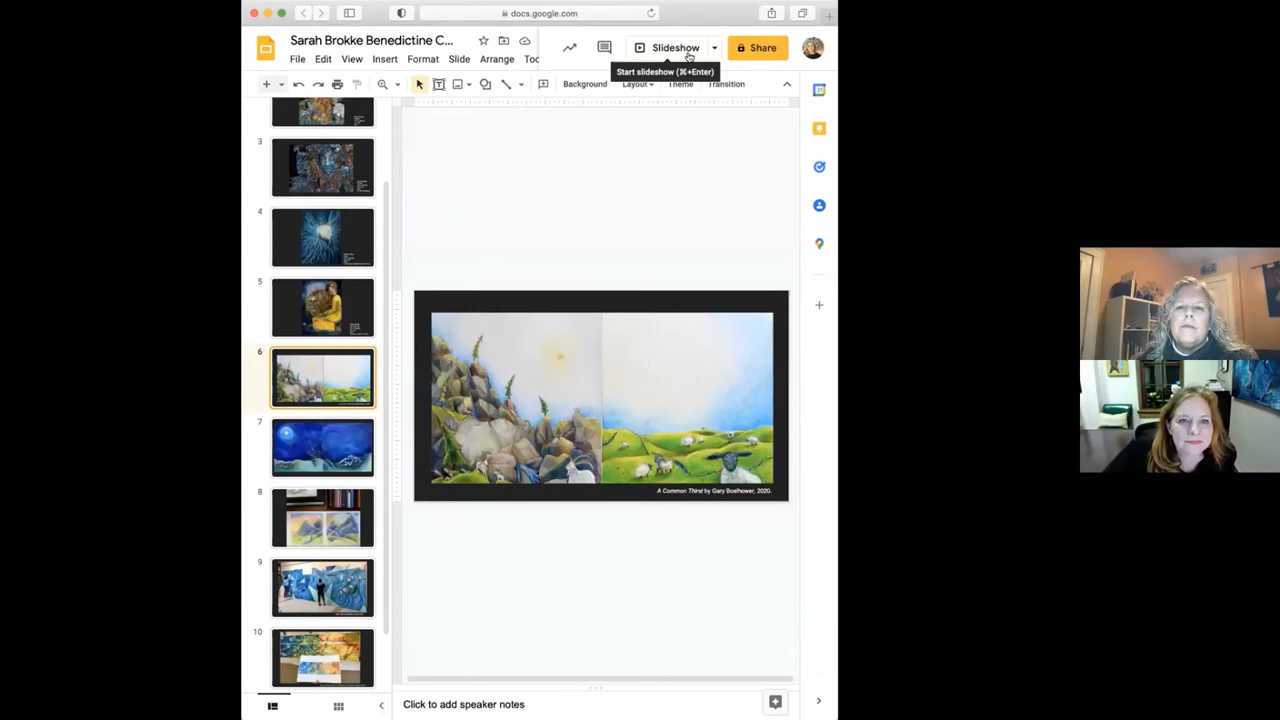 docs.google.com
Sarah Brokke Benedictine C...
File Edit View Insert Format Slide Arrange Too
Slideshow
Share
Start slideshow (⌘+Enter)
Background Layout Theme Transition
3
4
5
6
7
8
9
10
A Common Thirst by Gary Boelhower, 2020.
Click to add speaker notes